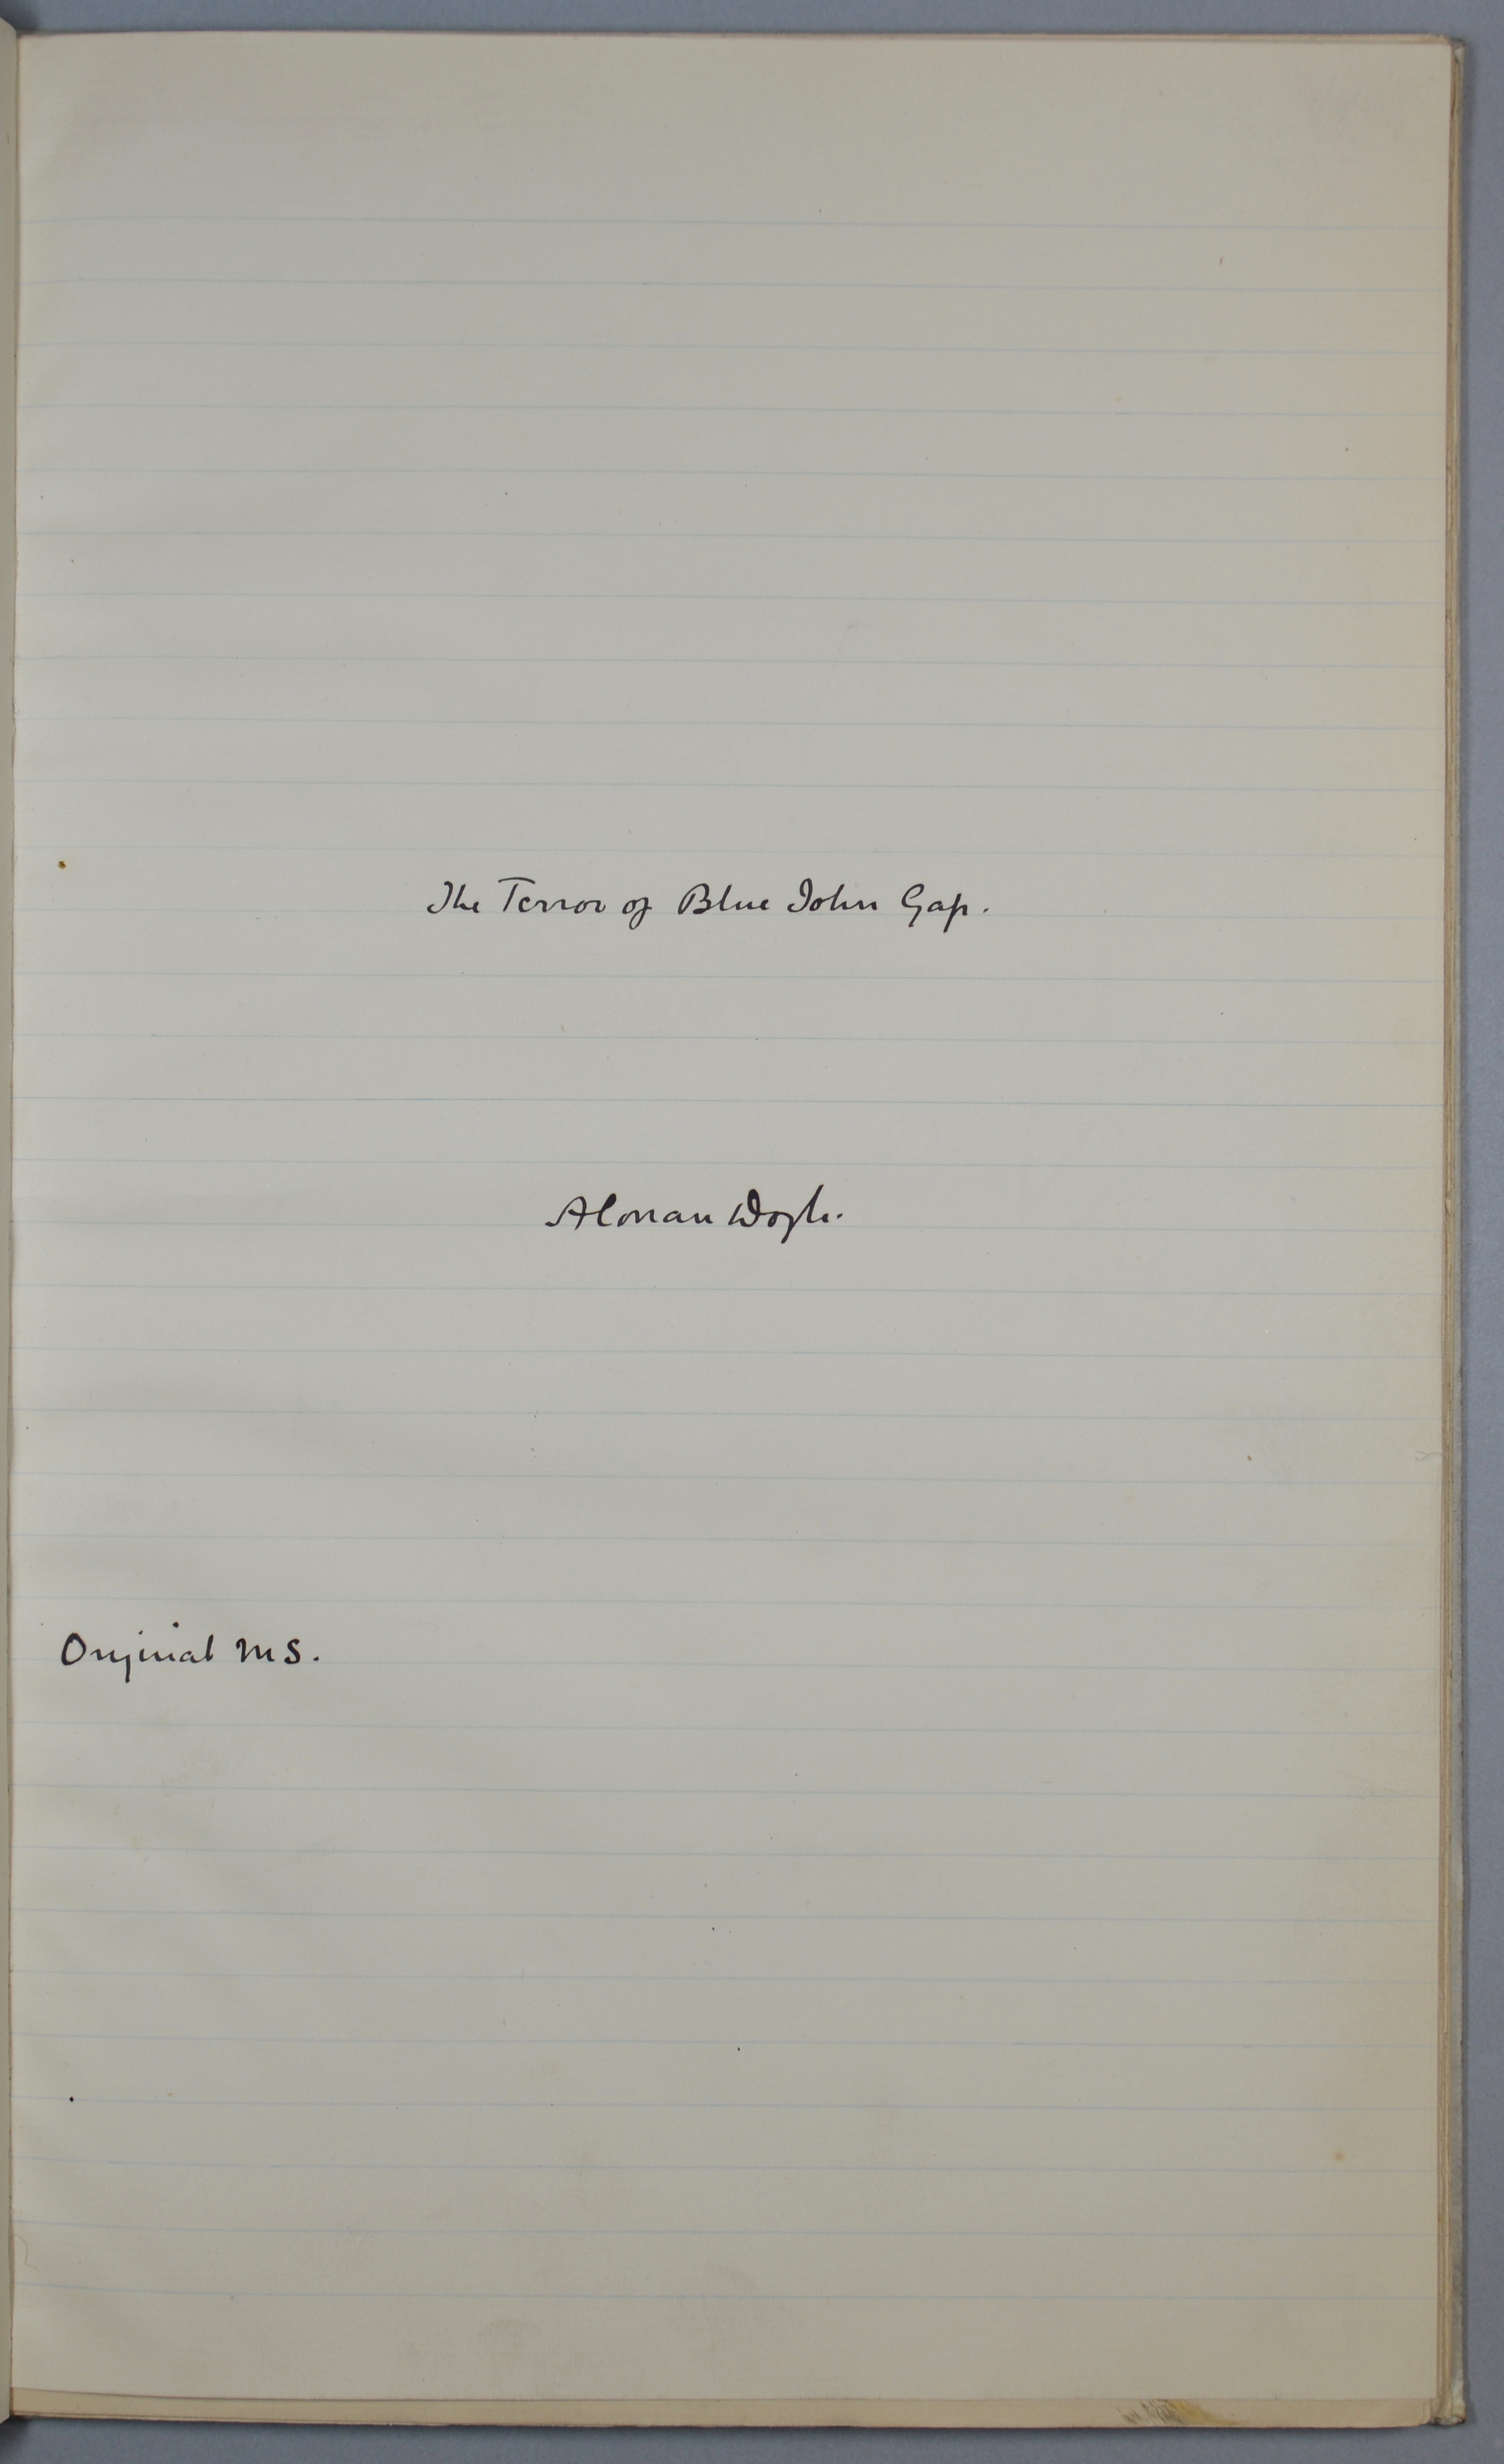 The Terror of Blue John Gap.
A Conan Doyle.
Original MS.